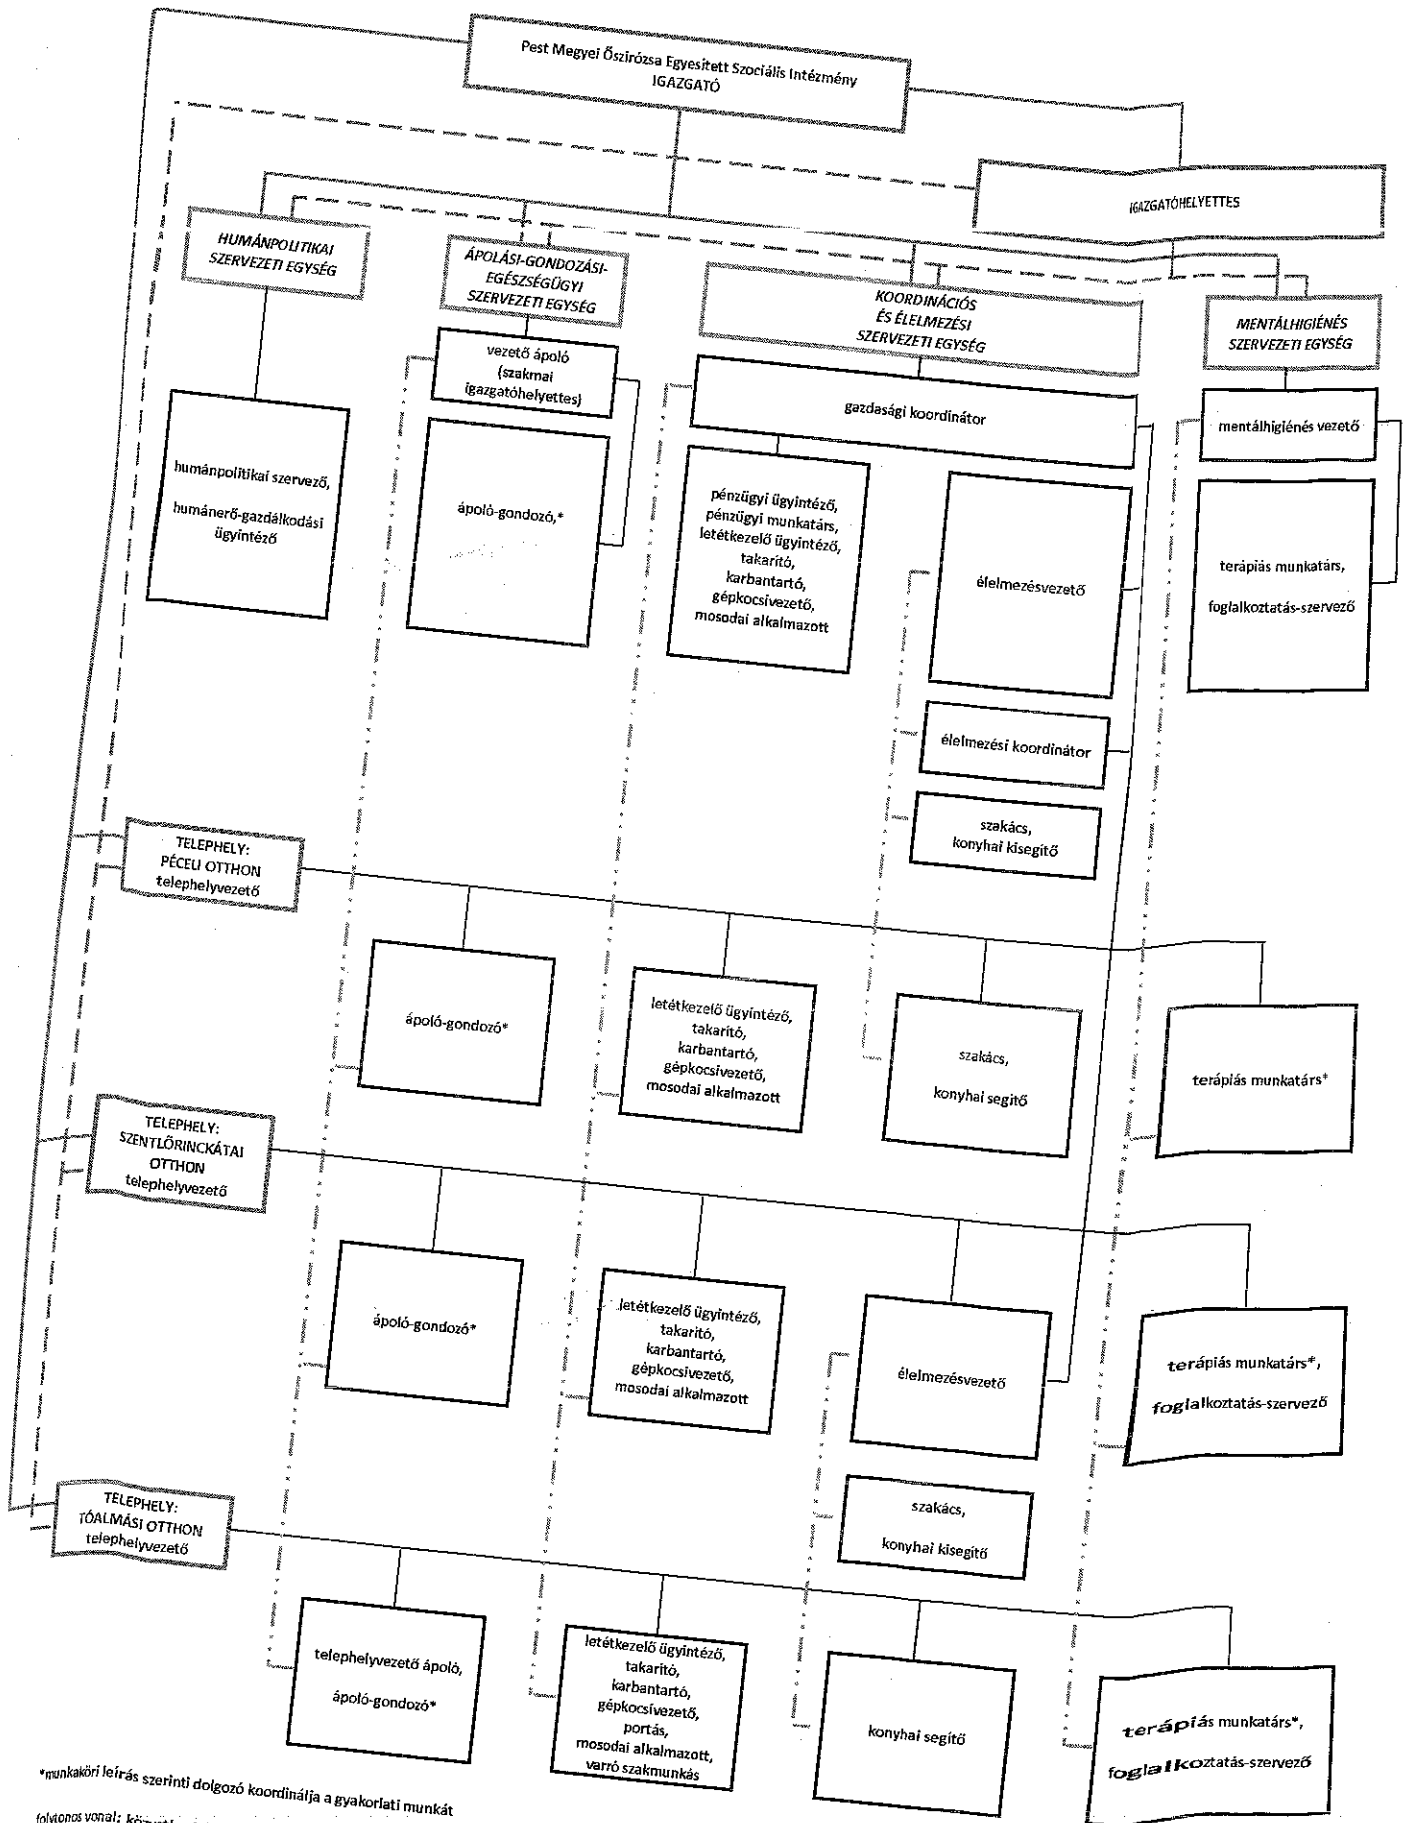 Pest Megyei Őszirózsa Egyesített Szociális Intézmény
IGAZGATÓ
IGAZGATÓHELYETTES
HUMÁNPOLITIKAI
SZERVEZETI EGYSÉG
ÁPOLÁSI-GONDOZÁSI-
EGÉSZSÉGÜGYI
SZERVEZETI EGYSÉG
KOORDINÁCIÓS
ÉS ÉLELMEZÉSI
SZERVEZETI EGYSÉG
MENTÁLHIGIÉNÉS
SZERVEZETI EGYSÉG
vezető ápoló
(szakmai
igazgatóhelyettes)
gazdasági koordinátor
mentálhigiénés vezető
humánpolitikai szervező,
humánerő-gazdálkodási
ügyintéző
ápoló-gondozó,*
pénzügyi ügyintéző,
pénzügyi munkatárs,
letétkezelő ügyintéző,
takarító,
karbantartó,
gépkocsivezető,
mosodai alkalmazott
élelmezésvezető
terápiás munkatárs,
foglalkoztatás-szervező
élelmezési koordinátor
szakács,
konyhai kisegítő
TELEPHELY:
PÉCELI OTTHON
telephelyvezető
ápoló-gondozó*
letétkezelő ügyintéző,
takarító,
karbantartó,
gépkocsivezető,
mosodai alkalmazott
szakács,
konyhai segítő
terápiás munkatárs*
TELEPHELY:
SZENTLŐRINCKÁTAI
OTTHON
telephelyvezető
ápoló-gondozó*
letétkezelő ügyintéző,
takarító,
karbantartó,
gépkocsivezető,
mosodai alkalmazott
élelmezésvezető
terápiás munkatárs*,
foglalkoztatás-szervező
szakács,
konyhai kisegítő
TELEPHELY:
TÓALMÁSI OTTHON
telephelyvezető
telephelyvezető ápoló,
ápoló-gondozó*
letétkezelő ügyintéző,
takarító,
karbantartó,
gépkocsivezető,
portás,
mosodai alkalmazott,
varró szakmunkás
konyhai segítő
terápiás munkatárs*,
foglalkoztatás-szervező
*munkaköri leírás szerinti dolgozó koordinálja a gyakorlati munkát
folytonos vonal: